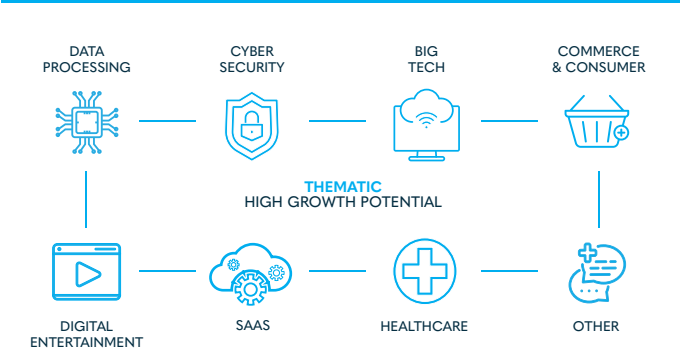 DATA
PROCESSING
CYBER
SECURITY
BIG
TECH
COMMERCE
& CONSUMER
THEMATIC
HIGH GROWTH POTENTIAL
DIGITAL
ENTERTAINMENT
SAAS
HEALTHCARE
OTHER